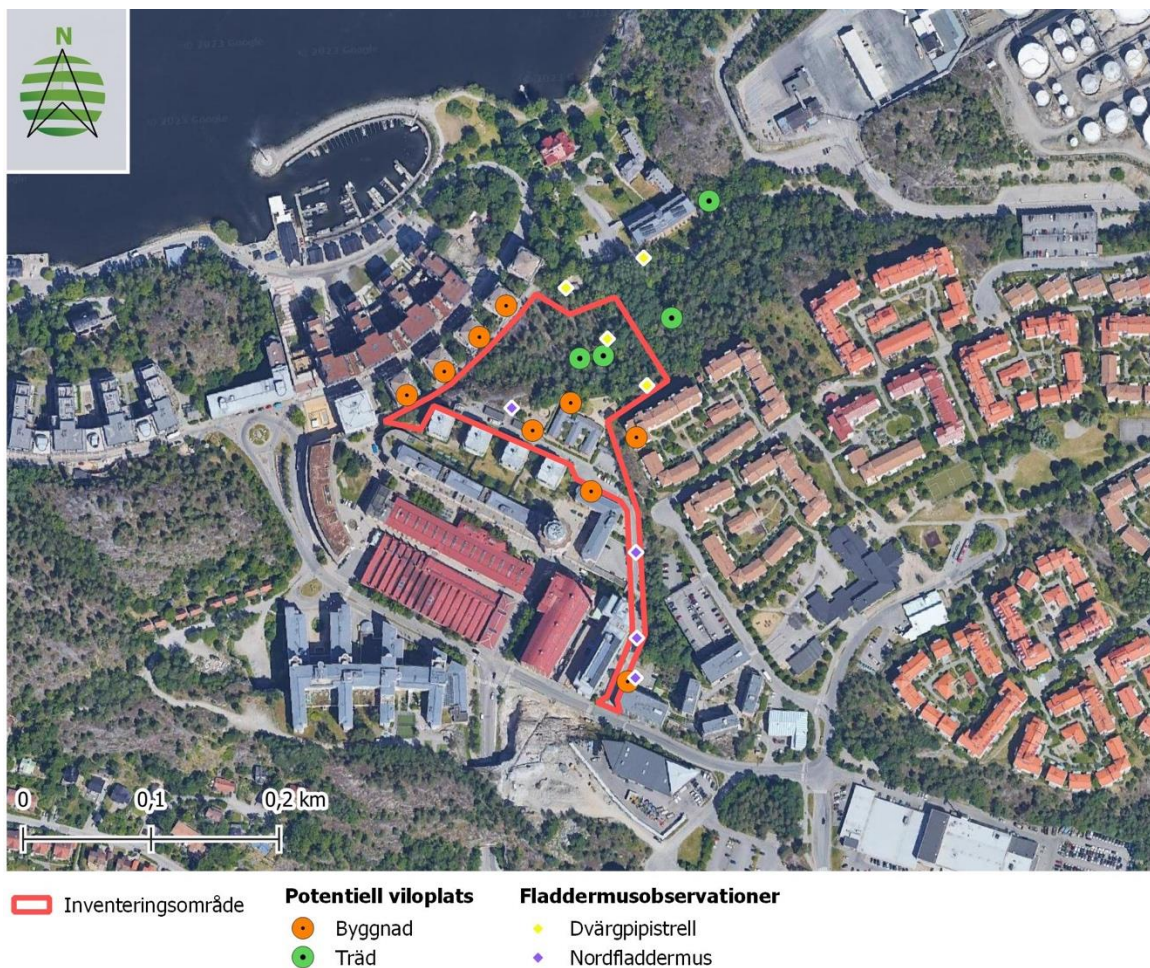 N
0 0,1 0,2 km
Inventeringsområde
Potentiell viloplats
Byggnad
Träd
Fladdermusobservationer
Dvärgpipistrell
Nordfladdermus